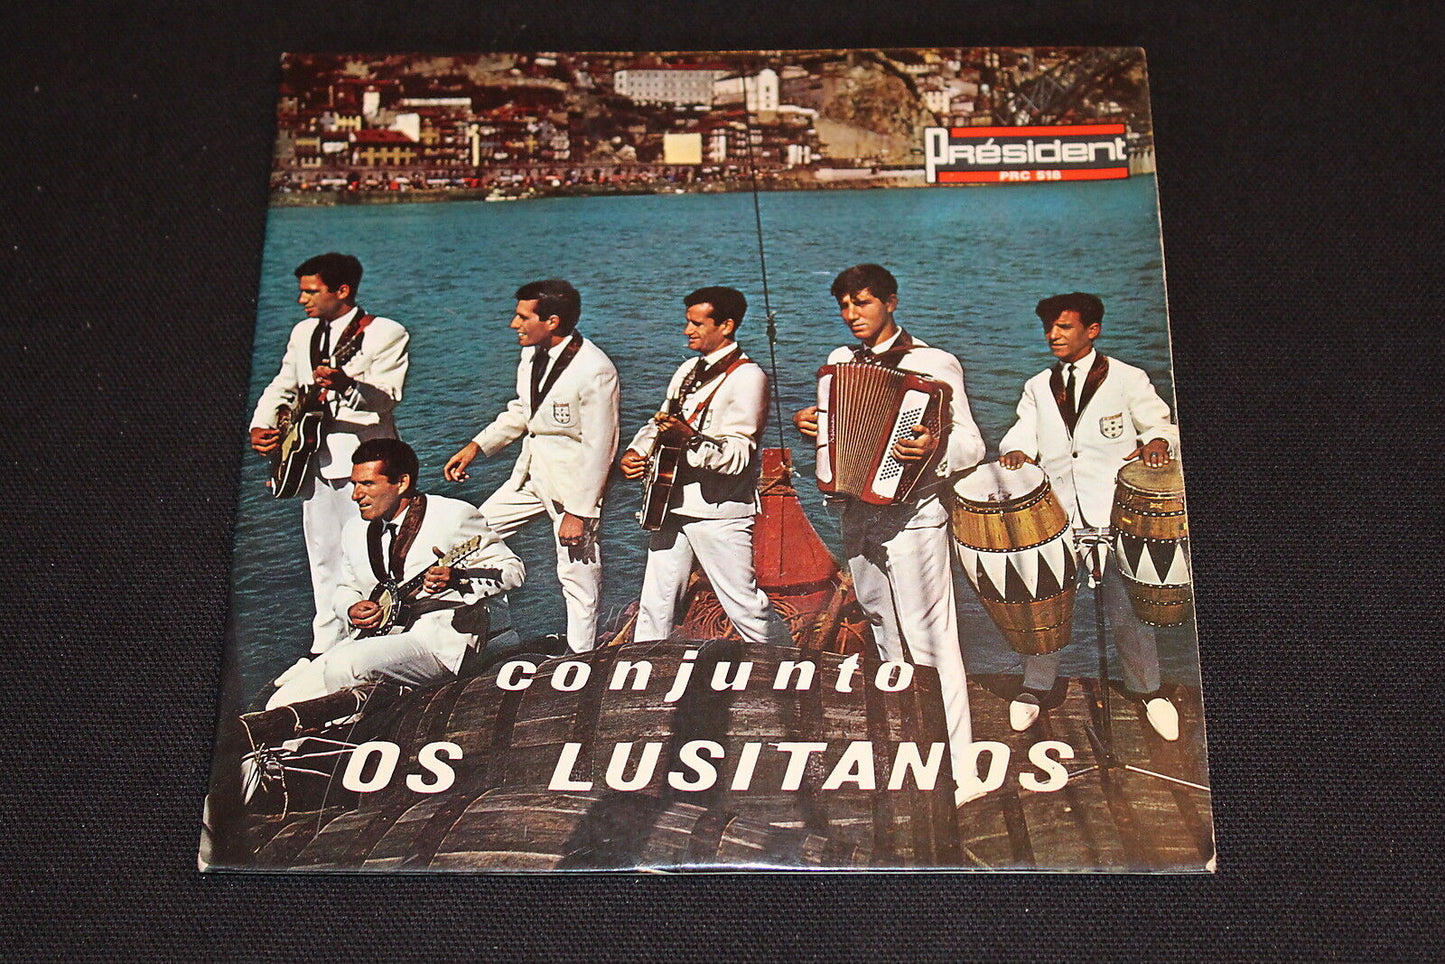 Président
PRC 518
conjunto
OS LUSITANOS